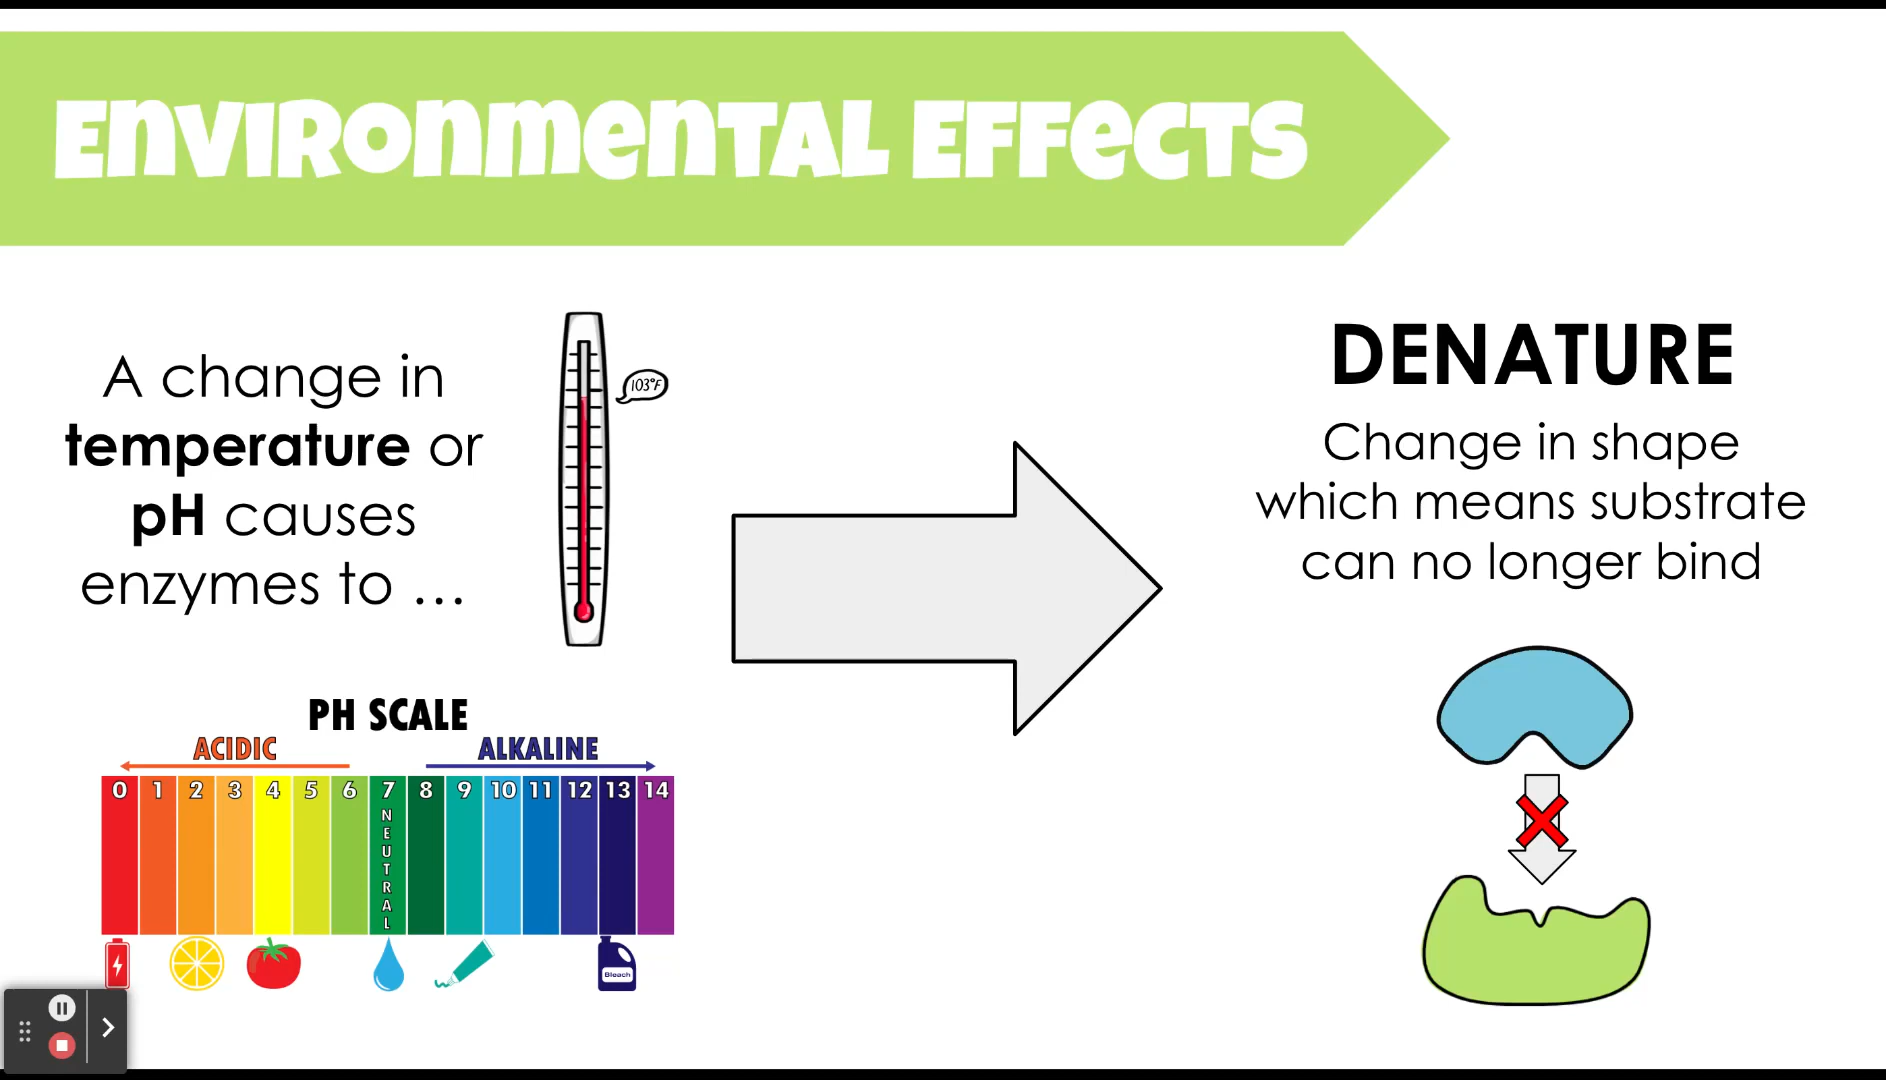 Environmental Effects
A change in
temperature or
pH causes
enzymes to ...
103°F
DENATURE
Change in shape
which means substrate
can no longer bind
PH SCALE
ACIDIC
ALKALINE
0 1 2 3 4 5 6 7 8 9 10 11 12 13 14
NEUTRAL
Bleach